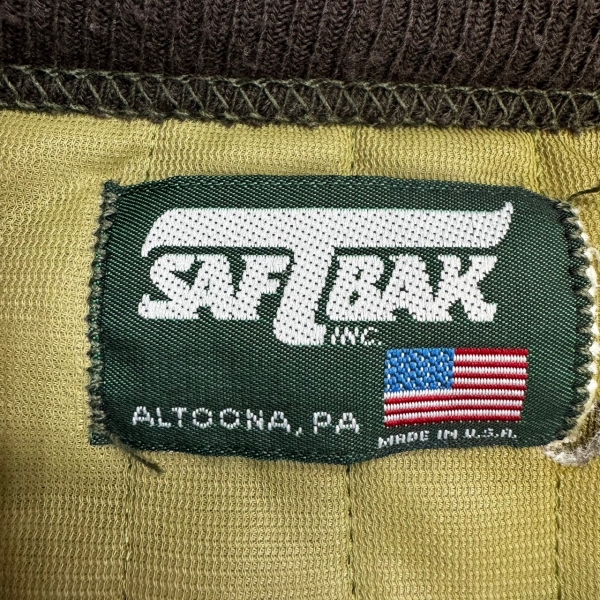 SAFTBAK
INC.
ALTOONA, PA
MADE IN U.S.A.